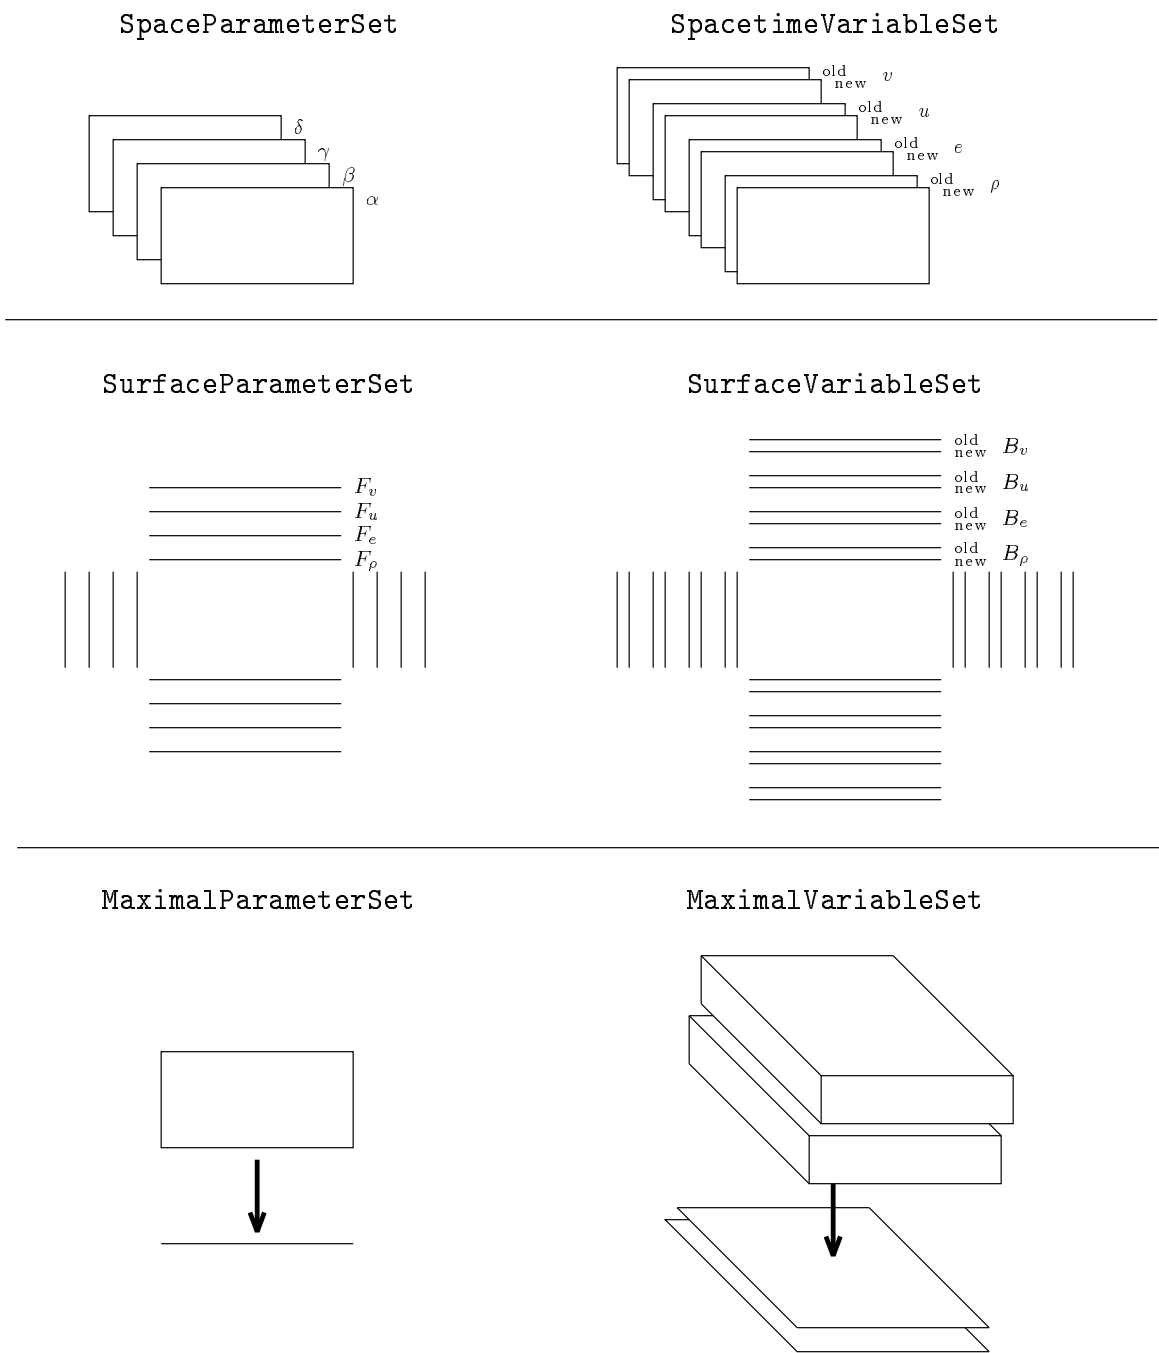 SpaceParameterSet
SpacetimeVariableSet
δ
γ
β
α
old
new v
old
new u
old
new e
old
new ρ
SurfaceParameterSet
SurfaceVariableSet
F_v
F_u
F_e
F_ρ
old
new B_v
old
new B_u
old
new B_e
old
new B_ρ
MaximalParameterSet
MaximalVariableSet